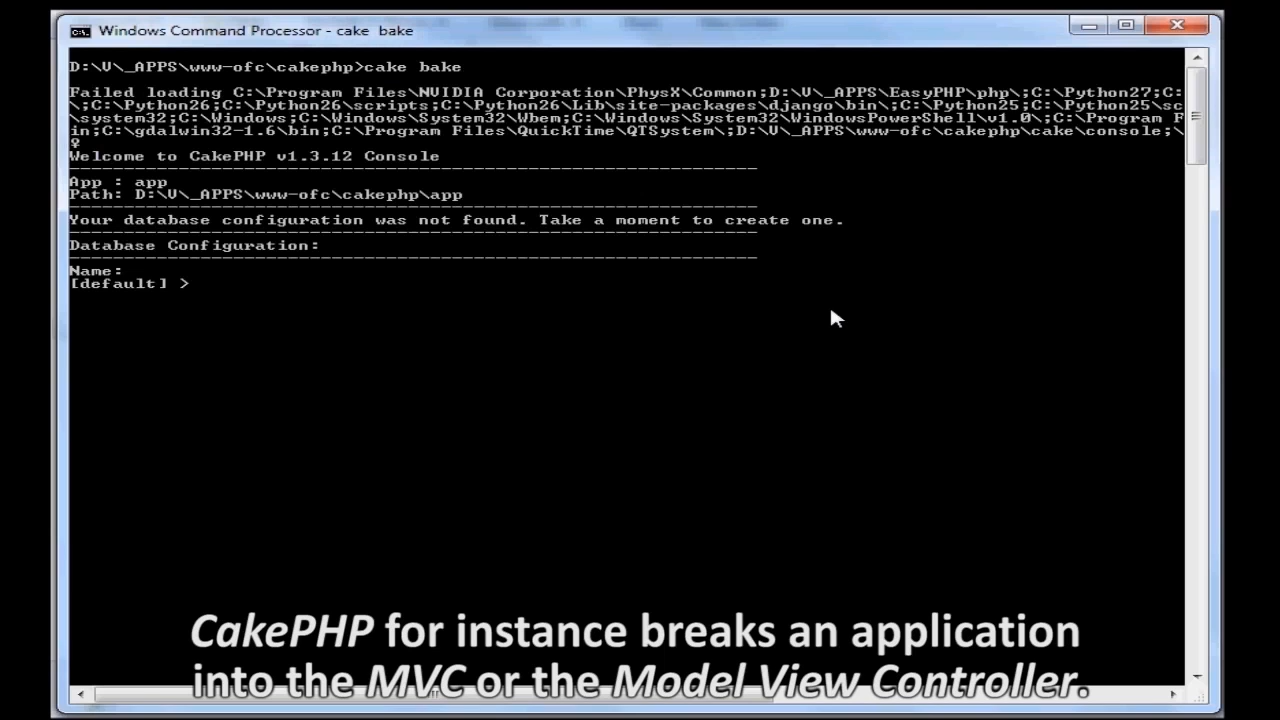 Windows Command Processor - cake  bake
D:\V\_APPS\www-ofc\cakephp>cake bake
Failed loading C:\Program Files\NVIDIA Corporation\PhysX\Common;D:\V\_APPS\EasyPHP\php\;C:\Python27;C:
\;C:\Python26;C:\Python26\scripts;C:\Python26\Lib\site-packages\django\bin\;C:\Python25;C:\Python25\sc
\system32;C:\Windows;C:\Windows\System32\Wbem;C:\Windows\System32\WindowsPowerShell\v1.0\;C:\Program F
in;C:\gdalwin32-1.6\bin;C:\Program Files\QuickTime\QTSystem\;D:\V\_APPS\www-ofc\cakephp\cake\console;\
♀
Welcome to CakePHP v1.3.12 Console
---------------------------------------------------------------
App : app
Path: D:\V\_APPS\www-ofc\cakephp\app
---------------------------------------------------------------
Your database configuration was not found. Take a moment to create one.
---------------------------------------------------------------
Database Configuration:
---------------------------------------------------------------
Name:
[default] >
CakePHP for instance breaks an application
into the MVC or the Model View Controller.